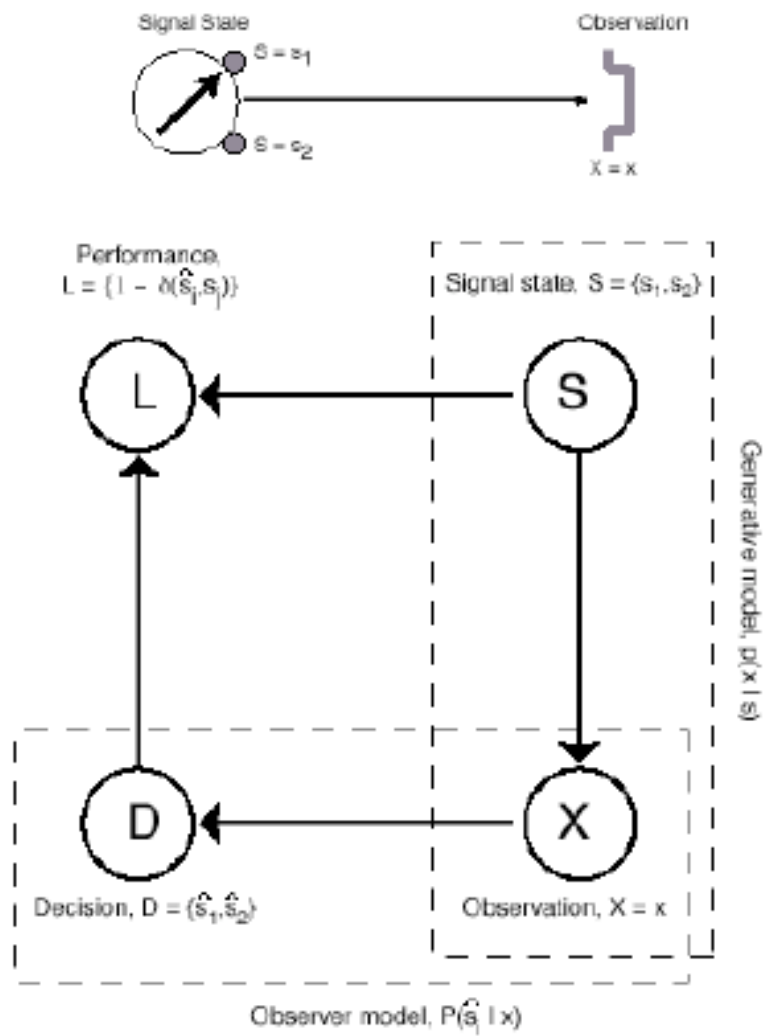 Signal State
Observation
S = s₁
S = s₂
X = x
Performance,
L = {1 − δ(ŝᵢ,sⱼ)}
Signal state, S = {s₁,s₂}
L
S
Generative model, p(x | s)
D
X
Decision, D = {ŝ₁,ŝ₂}
Observation, X = x
Observer model, P(ŝᵢ | x)